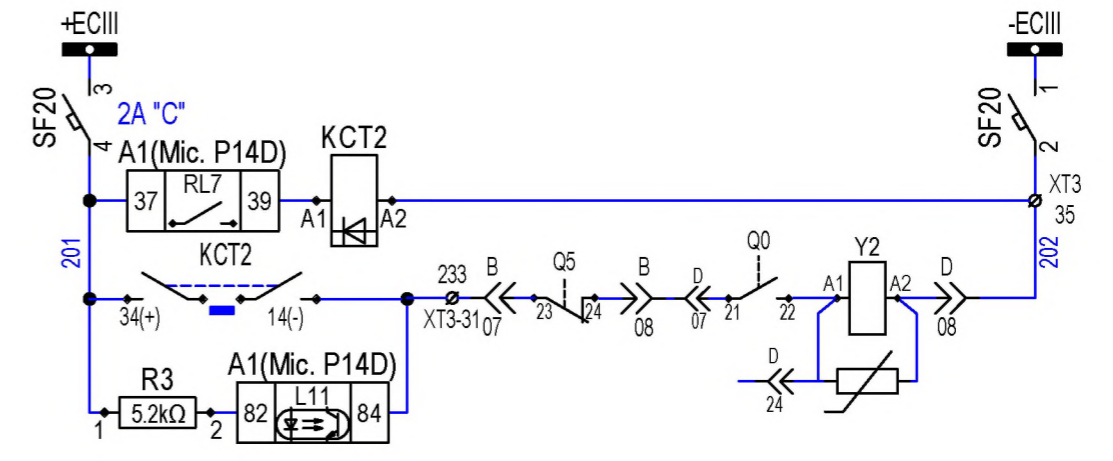 +ECIII
-ECIII
3
1
SF20
2A "C"
SF20
4
2
A1(Mic. P14D)
KCT2
37
RL7
39
A1
A2
XT3
35
201
202
KCT2
34(+)
14(-)
233
XT3-31
B
07
Q5
23
24
B
08
D
07
Q0
21
22
Y2
A1
A2
D
08
R3
5.2kΩ
1
2
A1(Mic. P14D)
82
L11
84
D
24